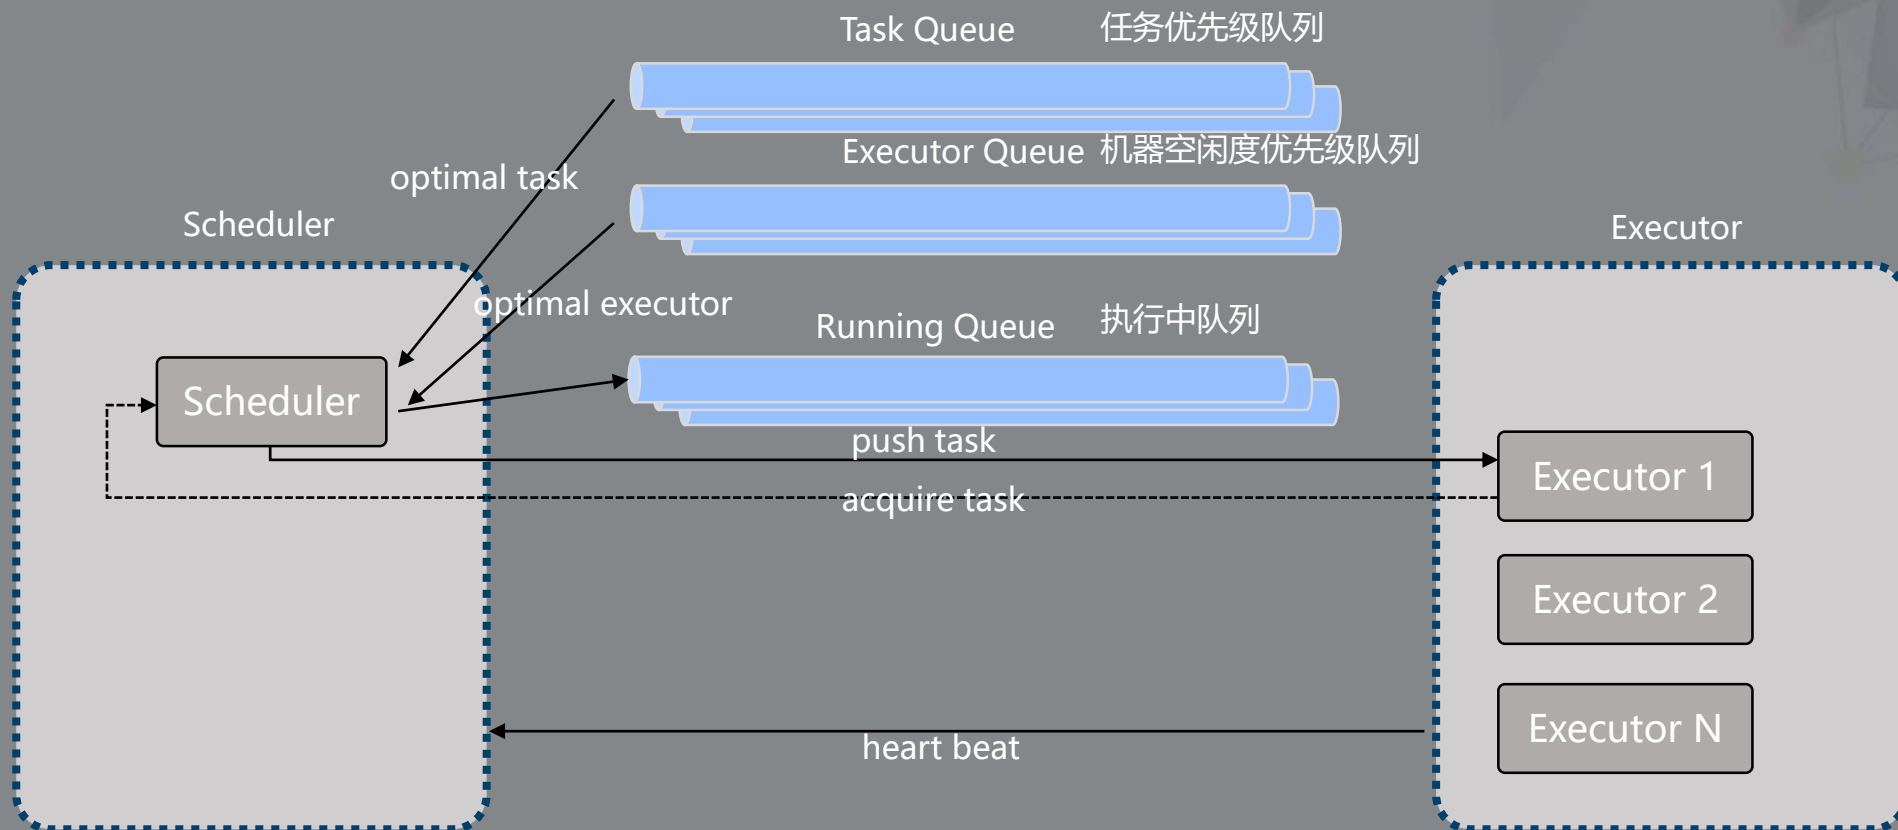 Task Queue 任务优先级队列
Executor Queue 机器空闲度优先级队列
optimal task
Scheduler
Executor
optimal executor
Running Queue 执行中队列
Scheduler
push task
Executor 1
acquire task
Executor 2
Executor N
heart beat